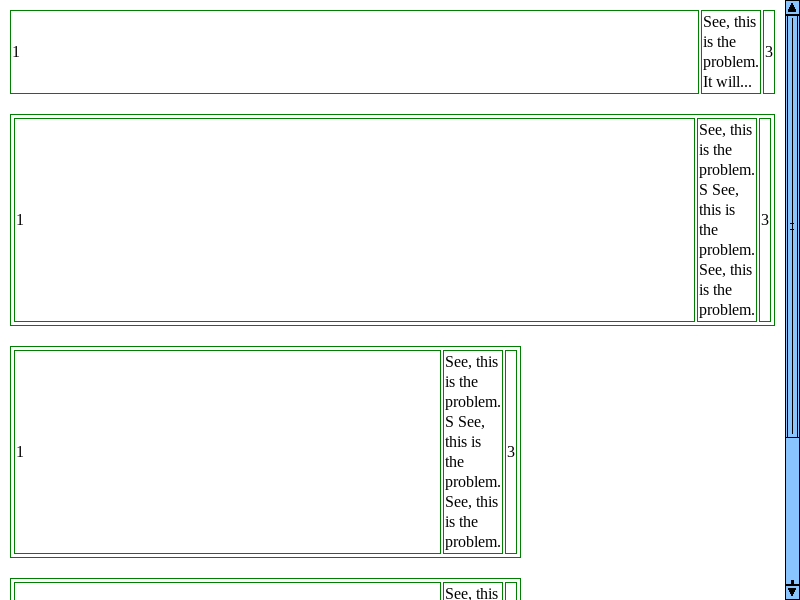 1
See, this
is the
problem.
It will...
3
1
See, this
is the
problem.
S See,
this is
the
problem.
See, this
is the
problem.
3
1
See, this
is the
problem.
S See,
this is
the
problem.
See, this
is the
problem.
3
See, this